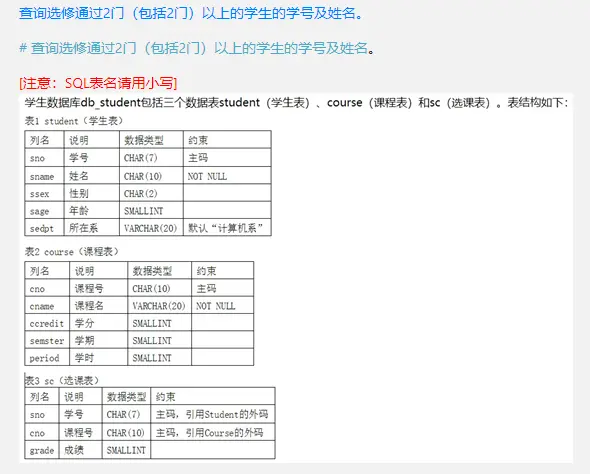 查询选修通过2门（包括2门）以上的学生的学号及姓名。
# 查询选修通过2门（包括2门）以上的学生的学号及姓名。
[注意：SQL表名请用小写]
学生数据库db_student包括三个数据表student（学生表）、course（课程表）和sc（选课表）。表结构如下：
表1 student（学生表）
列名 说明 数据类型 约束
sno 学号 CHAR(7) 主码
sname 姓名 CHAR(10) NOT NULL
ssex 性别 CHAR(2)
sage 年龄 SMALLINT
sedpt 所在系 VARCHAR(20) 默认“计算机系”
表2 course（课程表）
列名 说明 数据类型 约束
cno 课程号 CHAR(10) 主码
cname 课程名 VARCHAR(20) NOT NULL
ccredit 学分 SMALLINT
semster 学期 SMALLINT
period 学时 SMALLINT
表3 sc（选课表）
列名 说明 数据类型 约束
sno 学号 CHAR(7) 主码，引用Student的外码
cno 课程号 CHAR(10) 主码，引用Course的外码
grade 成绩 SMALLINT